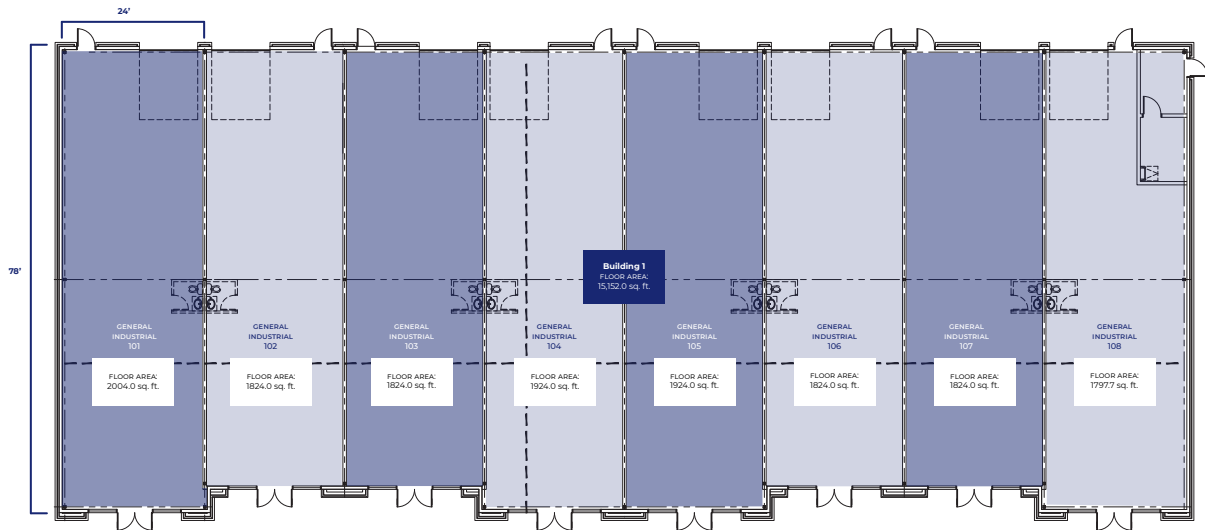 24'
78'
Building 1
FLOOR AREA:
15,152.0 sq. ft.
GENERAL
INDUSTRIAL
101
FLOOR AREA:
2004.0 sq. ft.
GENERAL
INDUSTRIAL
102
FLOOR AREA:
1824.0 sq. ft.
GENERAL
INDUSTRIAL
103
FLOOR AREA:
1824.0 sq. ft.
GENERAL
INDUSTRIAL
104
FLOOR AREA:
1924.0 sq. ft.
GENERAL
INDUSTRIAL
105
FLOOR AREA:
1924.0 sq. ft.
GENERAL
INDUSTRIAL
106
FLOOR AREA:
1824.0 sq. ft.
GENERAL
INDUSTRIAL
107
FLOOR AREA:
1824.0 sq. ft.
GENERAL
INDUSTRIAL
108
FLOOR AREA:
1797.7 sq. ft.